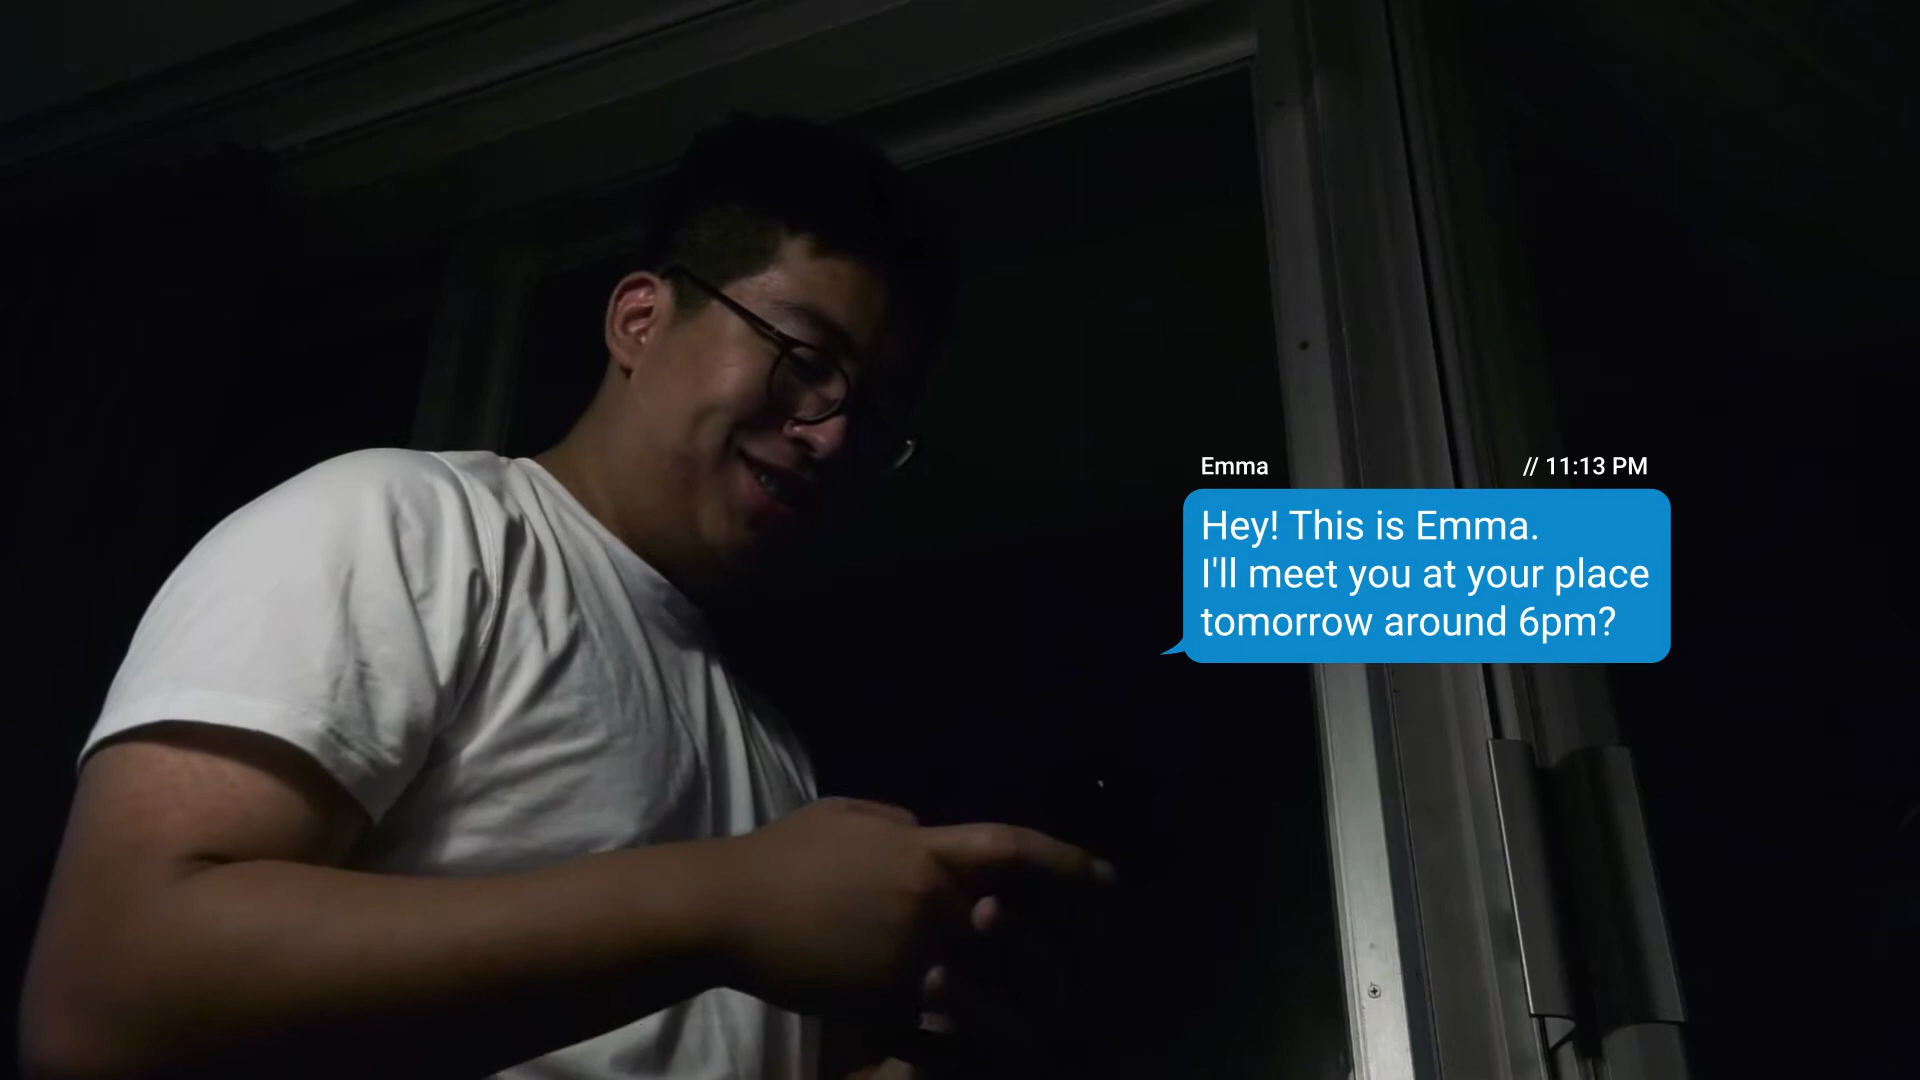 Emma // 11:13 PM
Hey! This is Emma.
I'll meet you at your place
tomorrow around 6pm?